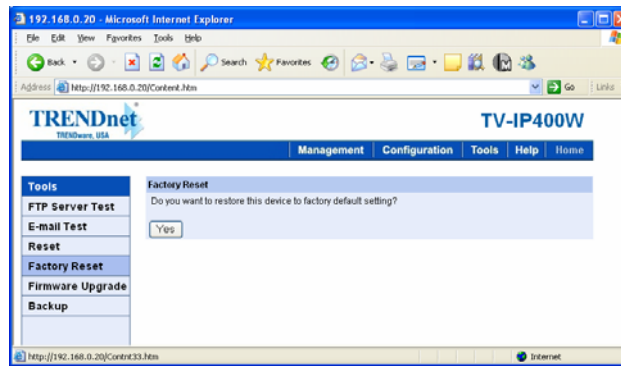 192.168.0.20 - Microsoft Internet Explorer
File Edit View Favorites Tools Help
Back Search Favorites
Address http://192.168.0.20/Content.htm Go Links
TRENDnet
TRENDware, USA
TV-IP400W
Management Configuration Tools Help Home
Tools
FTP Server Test
E-mail Test
Reset
Factory Reset
Firmware Upgrade
Backup
Factory Reset
Do you want to restore this device to factory default setting?
Yes
http://192.168.0.20/Contnt33.htm Internet